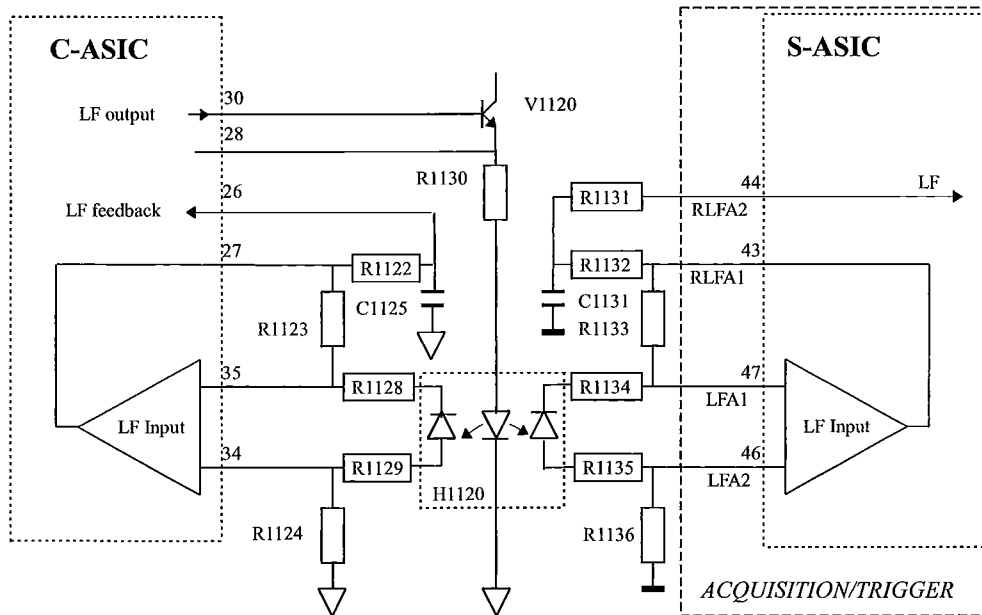 C-ASIC
S-ASIC
30
V1120
LF output
28
R1130
26
44
LF
R1131
LF feedback
RLFA2
27
43
R1122
R1132
RLFA1
C1125
C1131
R1123
R1133
35
47
R1128
R1134
LFA1
LF Input
LF Input
34
46
R1129
R1135
LFA2
H1120
R1124
R1136
ACQUISITION/TRIGGER